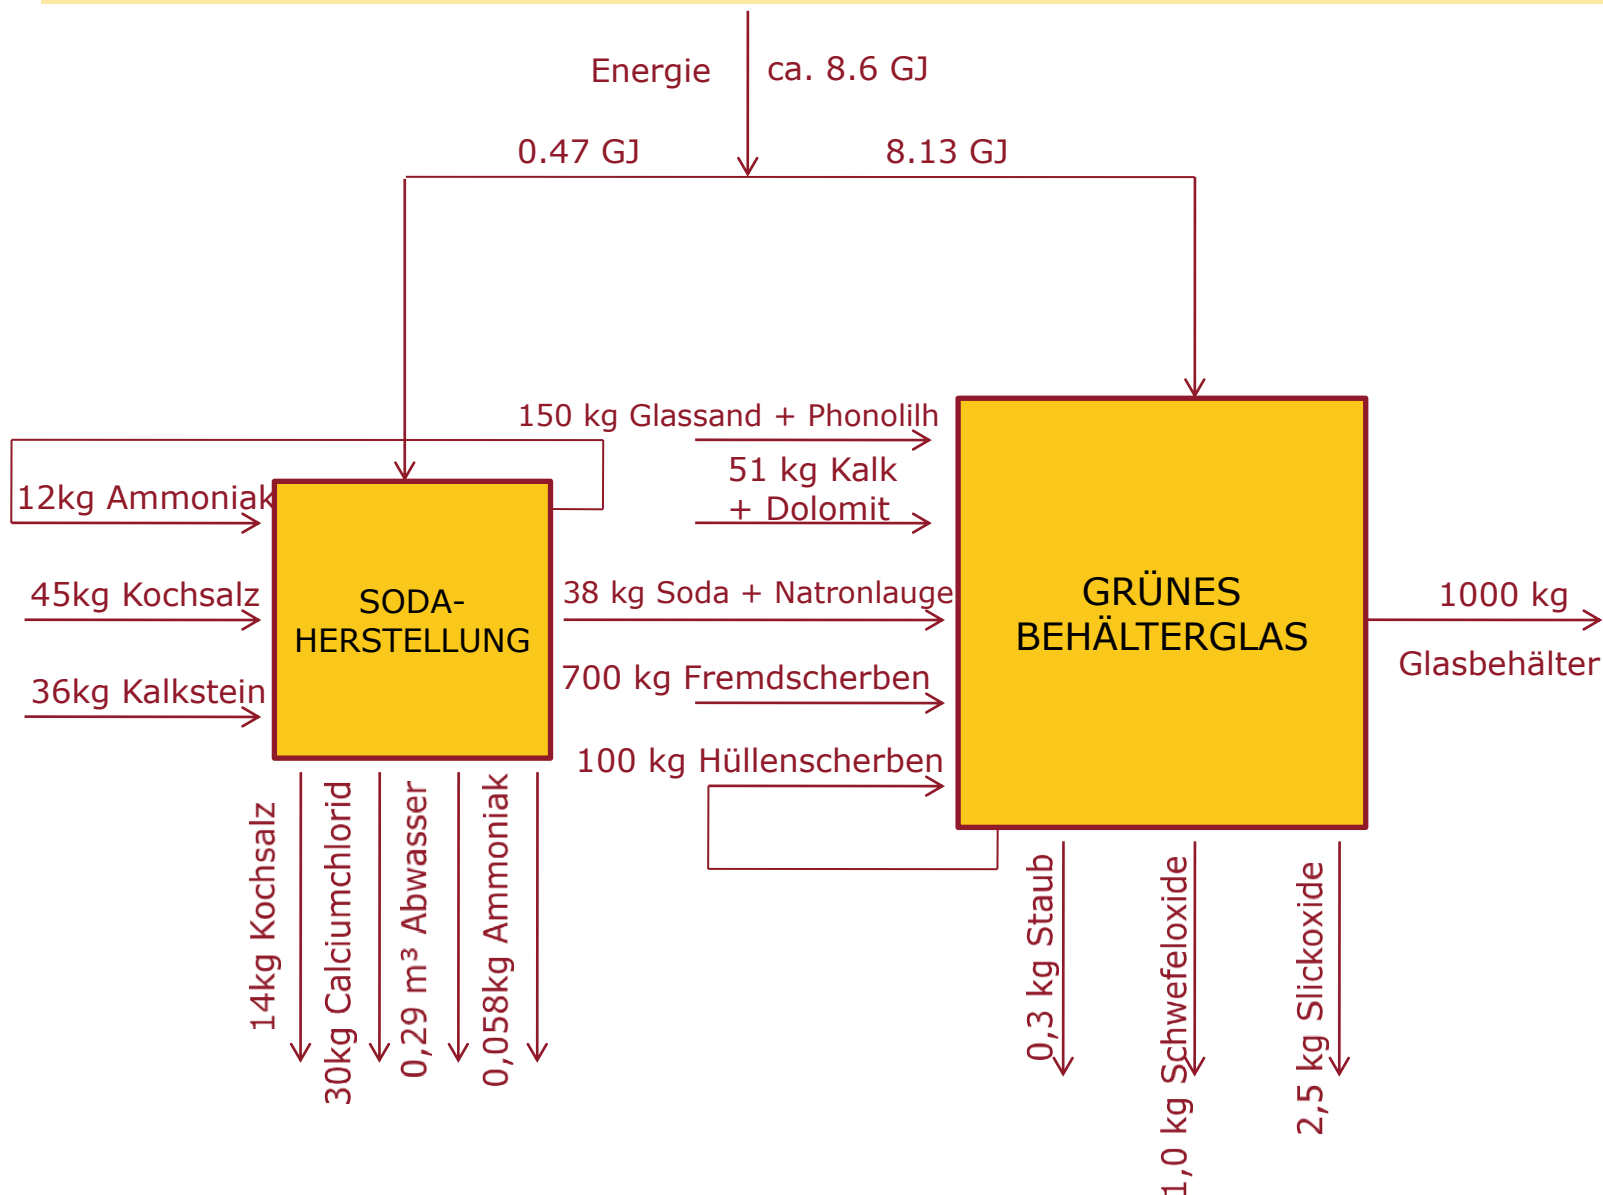 Energie
ca. 8.6 GJ
0.47 GJ
8.13 GJ
150 kg Glassand + Phonolilh
51 kg Kalk
+ Dolomit
12kg Ammoniak
45kg Kochsalz
36kg Kalkstein
SODA-
HERSTELLUNG
38 kg Soda + Natronlauge
700 kg Fremdscherben
100 kg Hüllenscherben
GRÜNES
BEHÄLTERGLAS
1000 kg
Glasbehälter
14kg Kochsalz
30kg Calciumchlorid
0,29 m³ Abwasser
0,058kg Ammoniak
0,3 kg Staub
1,0 kg Schwefeloxide
2,5 kg Slickoxide